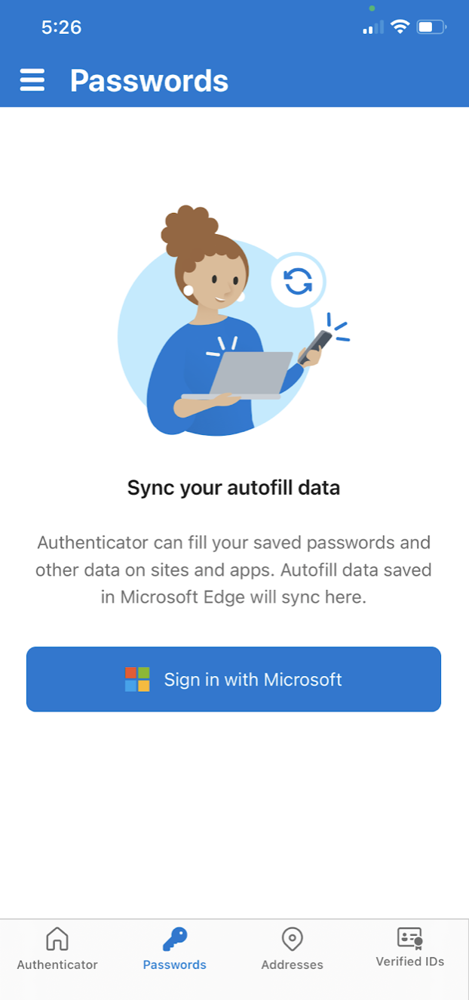 5:26
Passwords
Sync your autofill data
Authenticator can fill your saved passwords and
other data on sites and apps. Autofill data saved
in Microsoft Edge will sync here.
Sign in with Microsoft
Authenticator
Passwords
Addresses
Verified IDs